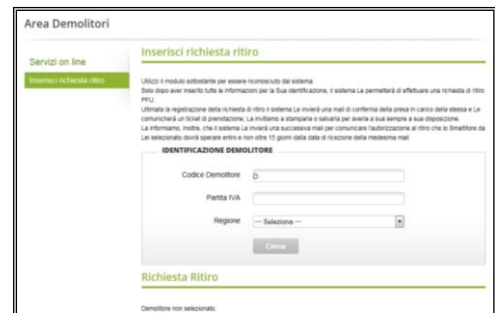 Area Demolitori
Servizi on line
Inserisci richiesta ritiro
Inserisci richiesta ritiro
Utilizzi il modulo sottostante per essere riconosciuto dal sistema.
Solo dopo aver inserito tutte le informazioni per la Sua identificazione, il sistema Le permetterà di effettuare una richiesta di ritiro
PFU.
Ultimata la registrazione della richiesta di ritiro il sistema Le invierà una mail di conferma della presa in carico della stessa e Le
comunicherà un ticket di prenotazione; La invitiamo a stamparla o salvarla per averla a sua sempre a sua disposizione.
La informiamo, inoltre, che il sistema Le invierà una successiva mail per comunicare l'autorizzazione al ritiro che lo Smaltitore da
Lei selezionato dovrà operare entro e non oltre 15 giorni dalla data di ricezione della medesima mail.
IDENTIFICAZIONE DEMOLITORE
Codice Demolitore D
Partita IVA
Regione --- Seleziona ---
Cerca
Richiesta Ritiro
Demolitore non selezionato.